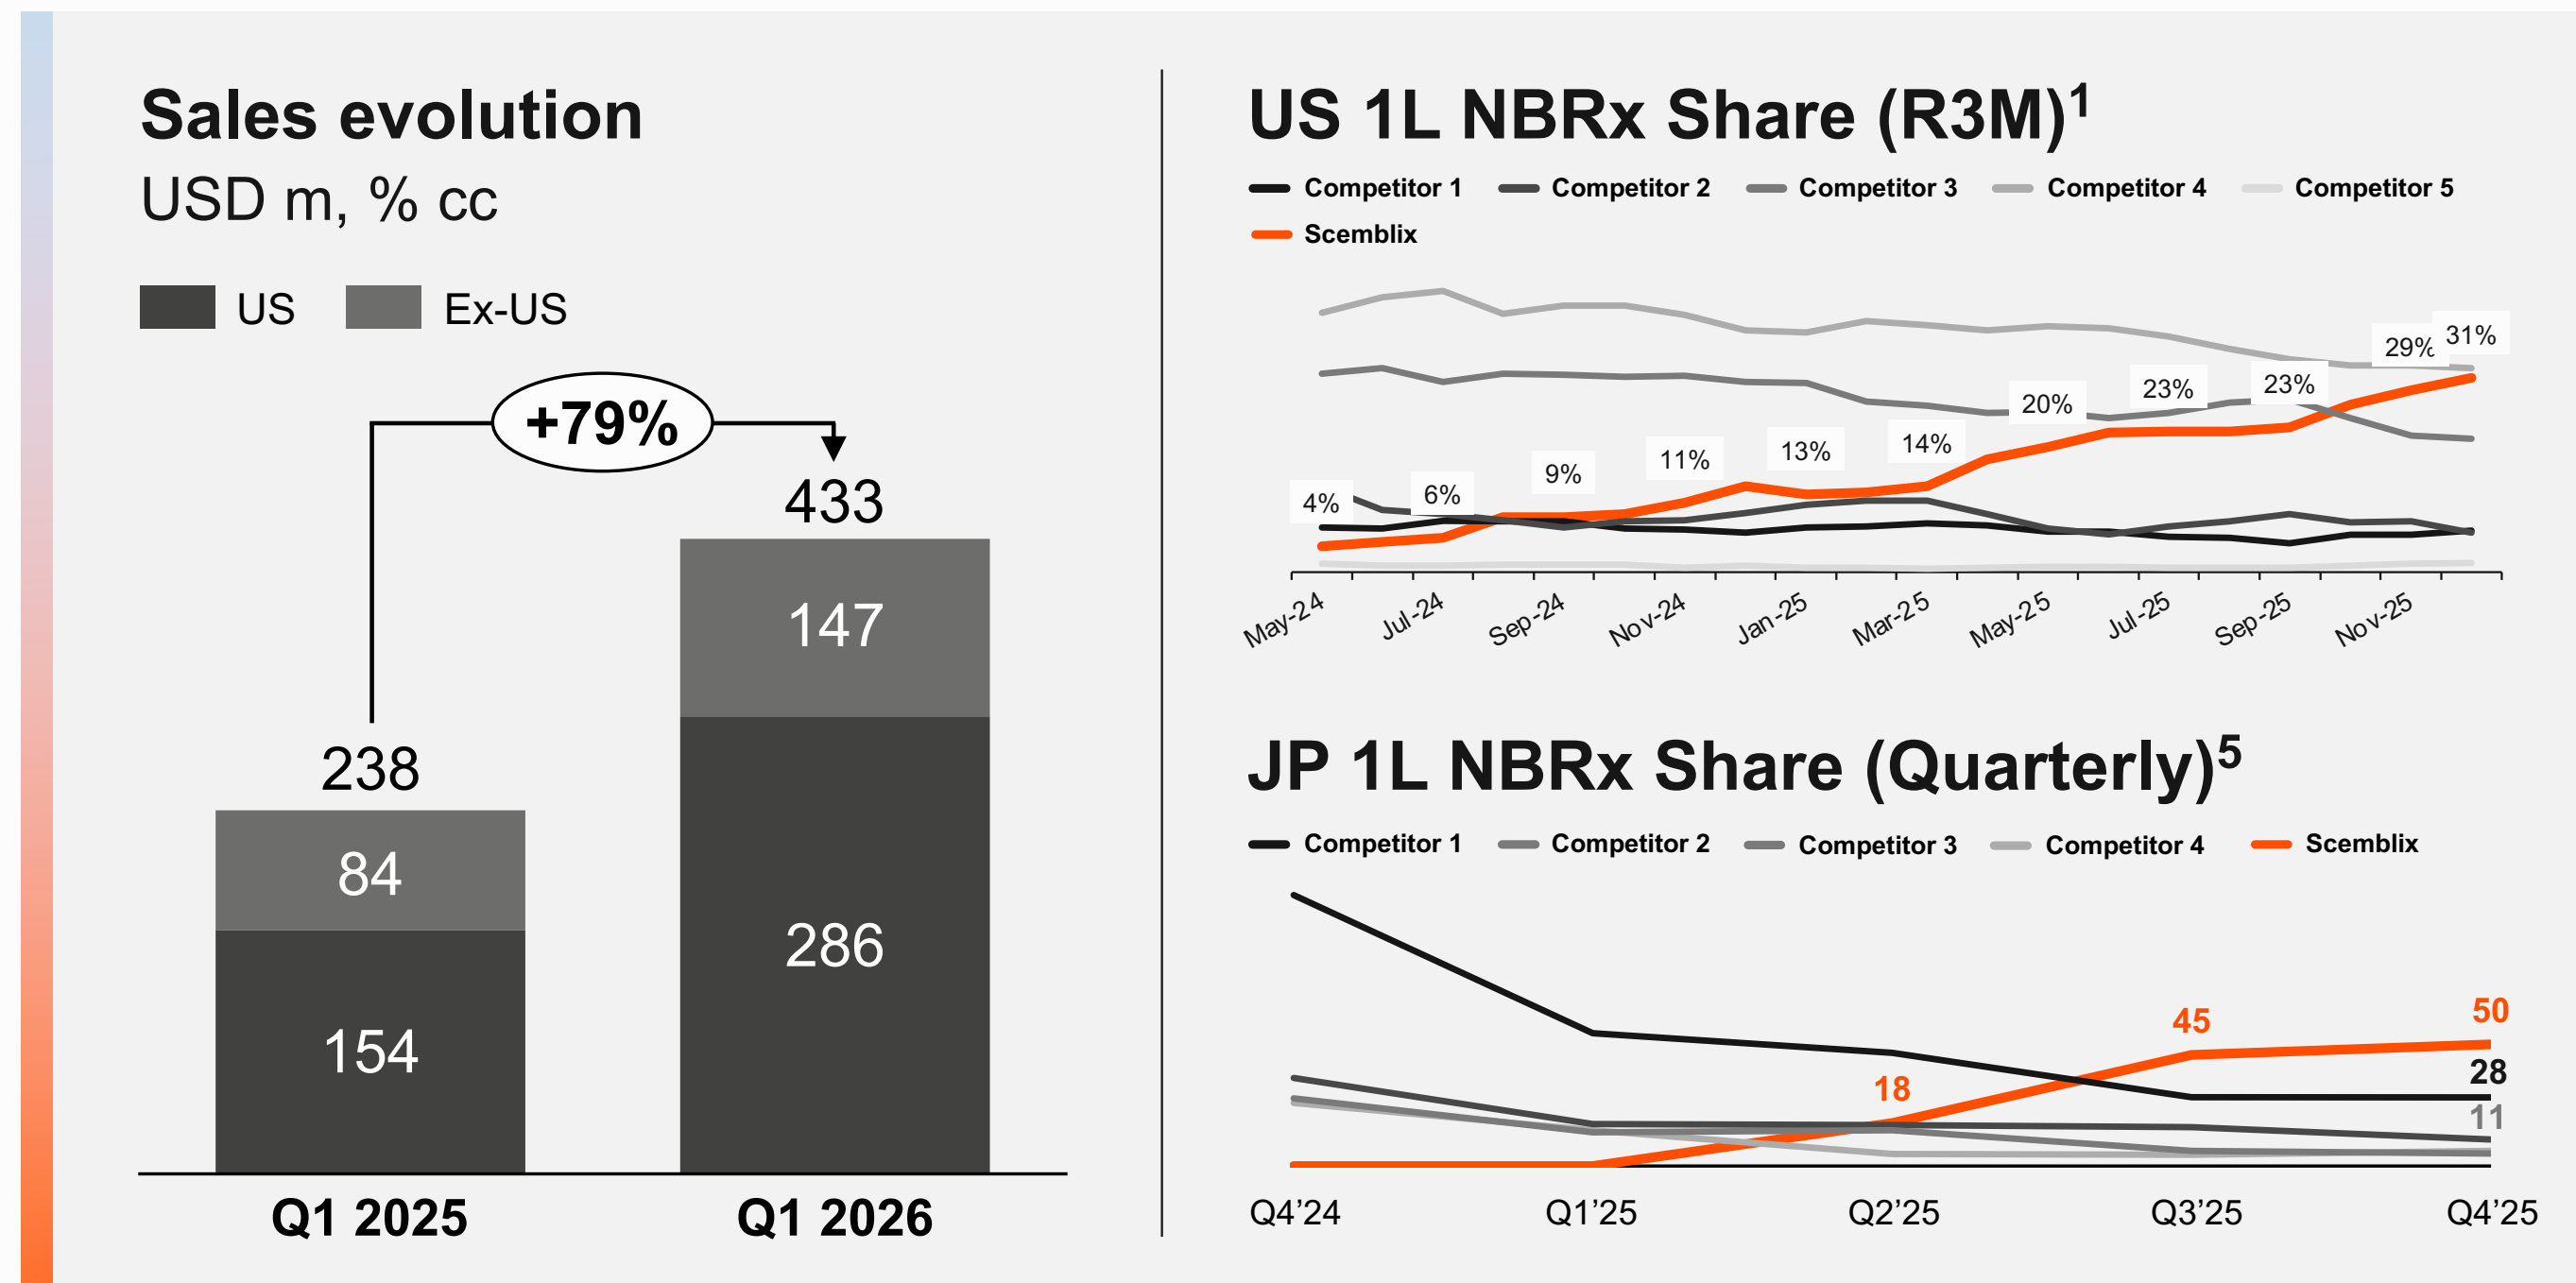 Sales evolution
USD m, % cc
US Ex-US
+79%
433
147
286
238
84
154
Q1 2025 Q1 2026
US 1L NBRx Share (R3M)1
Competitor 1 Competitor 2 Competitor 3 Competitor 4 Competitor 5
Scemblix
4% 6% 9% 11% 13% 14% 20% 23% 23% 29% 31%
May-24 Jul-24 Sep-24 Nov-24 Jan-25 Mar-25 May-25 Jul-25 Sep-25 Nov-25
JP 1L NBRx Share (Quarterly)5
Competitor 1 Competitor 2 Competitor 3 Competitor 4 Scemblix
18 45 50
28
11
Q4’24 Q1’25 Q2’25 Q3’25 Q4’25